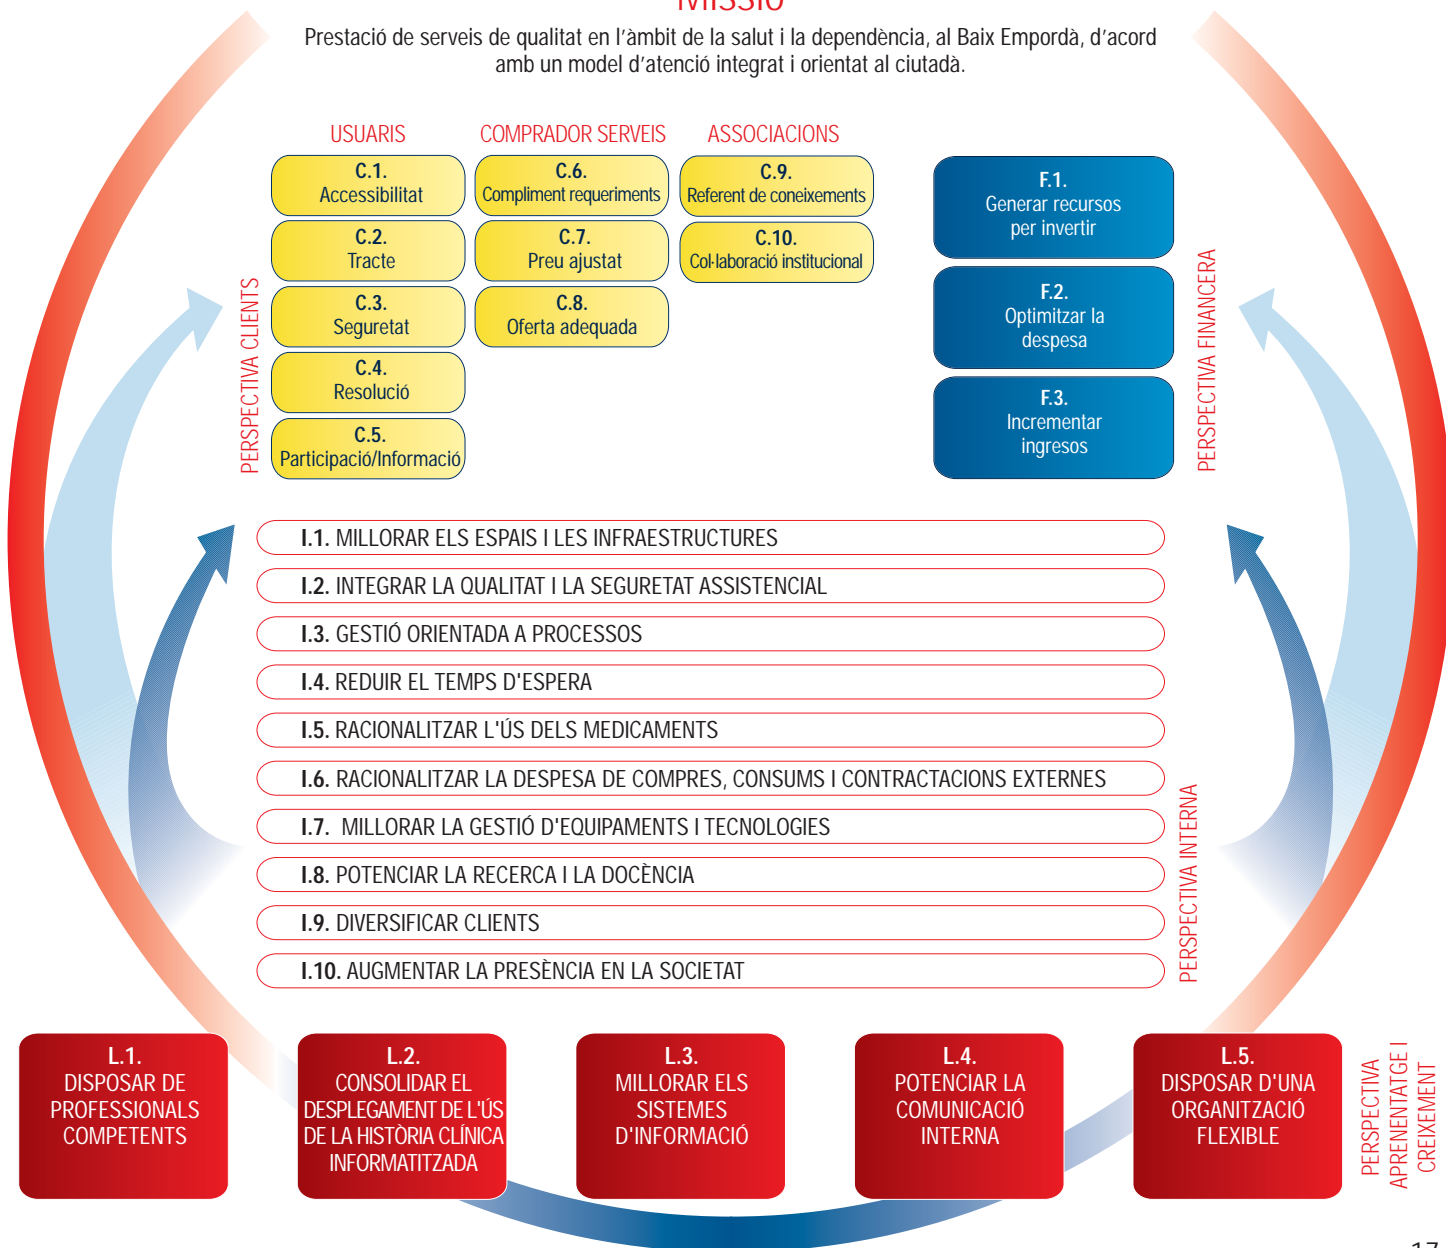 MISSIÓ
Prestació de serveis de qualitat en l'àmbit de la salut i la dependència, al Baix Empordà, d'acord
amb un model d'atenció integrat i orientat al ciutadà.
USUARIS
C.1.
Accessibilitat
C.2.
Tracte
C.3.
Seguretat
C.4.
Resolució
C.5.
Participació/Informació
COMPRADOR SERVEIS
C.6.
Compliment requeriments
C.7.
Preu ajustat
C.8.
Oferta adequada
ASSOCIACIONS
C.9.
Referent de coneixements
C.10.
Col·laboració institucional
PERSPECTIVA CLIENTS
F.1.
Generar recursos
per invertir
F.2.
Optimitzar la
despesa
F.3.
Incrementar
ingresos
PERSPECTIVA FINANCERA
I.1. MILLORAR ELS ESPAIS I LES INFRAESTRUCTURES
I.2. INTEGRAR LA QUALITAT I LA SEGURETAT ASSISTENCIAL
I.3. GESTIÓ ORIENTADA A PROCESSOS
I.4. REDUIR EL TEMPS D'ESPERA
I.5. RACIONALITZAR L'ÚS DELS MEDICAMENTS
I.6. RACIONALITZAR LA DESPESA DE COMPRES, CONSUMS I CONTRACTACIONS EXTERNES
I.7. MILLORAR LA GESTIÓ D'EQUIPAMENTS I TECNOLOGIES
I.8. POTENCIAR LA RECERCA I LA DOCÈNCIA
I.9. DIVERSIFICAR CLIENTS
I.10. AUGMENTAR LA PRESÈNCIA EN LA SOCIETAT
PERSPECTIVA INTERNA
L.1.
DISPOSAR DE
PROFESSIONALS
COMPETENTS
L.2.
CONSOLIDAR EL
DESPLEGAMENT DE L'ÚS
DE LA HISTÒRIA CLÍNICA
INFORMATITZADA
L.3.
MILLORAR ELS
SISTEMES
D'INFORMACIÓ
L.4.
POTENCIAR LA
COMUNICACIÓ
INTERNA
L.5.
DISPOSAR D'UNA
ORGANITZACIÓ
FLEXIBLE
PERSPECTIVA
APRENENTATGE I
CREIXEMENT
17